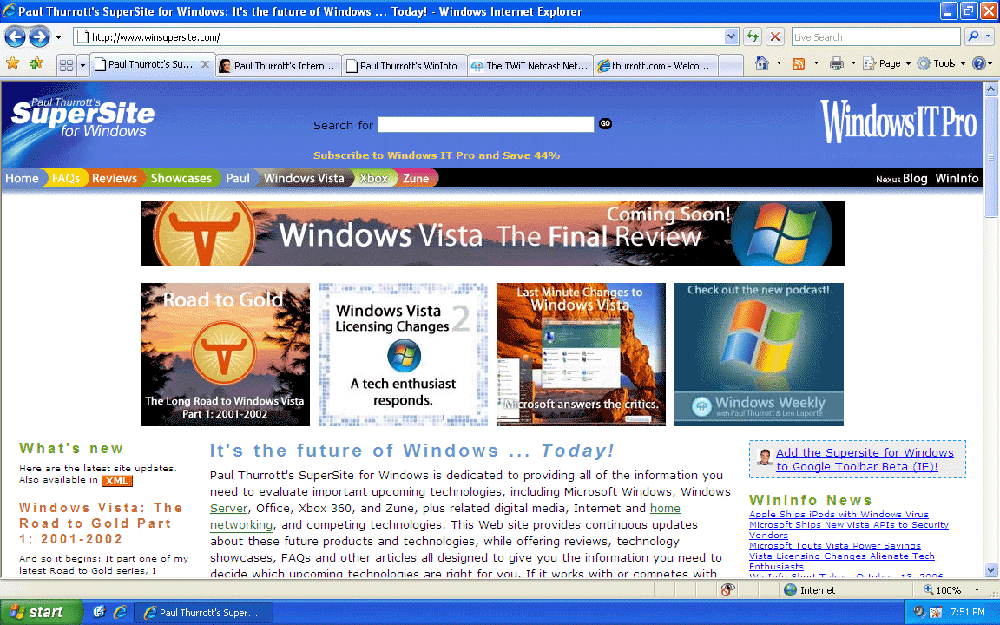 Paul Thurrott's SuperSite for Windows: It's the future of Windows ... Today! - Windows Internet Explorer
http://www.winsupersite.com/
Live Search
Paul Thurrott's Su...
Paul Thurrott's Intern...
Paul Thurrott's WinInfo
The TWiT Netcast Net...
thurrott.com - Welco...
Page
Tools
Paul Thurrott's
SuperSite
for Windows
Search for
GO
Subscribe to Windows IT Pro and Save 44%
Windows IT Pro
Home
FAQs
Reviews
Showcases
Paul
Windows Vista
Xbox
Zune
Nexus Blog
WinInfo
Coming Soon!
Windows Vista The Final Review
Road to Gold
The Long Road to Windows Vista
Part 1: 2001-2002
Windows Vista 2
Licensing Changes
A tech enthusiast
responds.
Last Minute Changes to
Windows Vista
Microsoft answers the critics.
Check out the new podcast!
Windows Weekly
with Paul Thurrott & Leo Laporte
What's new
Here are the latest site updates.
Also available in XML
Windows Vista: The
Road to Gold Part
1: 2001-2002
And so it begins: It part one of my
latest Road to Gold series, I
It's the future of Windows ... Today!
Paul Thurrott's SuperSite for Windows is dedicated to providing all of the information you
need to evaluate important upcoming technologies, including Microsoft Windows, Windows
Server, Office, Xbox 360, and Zune, plus related digital media, Internet and home
networking, and competing technologies. This Web site provides continuous updates
about these future products and technologies, while offering reviews, technology
showcases, FAQs and other articles all designed to give you the information you need to
decide which upcoming technologies are right for you. If it works with or competes with
Add the Supersite for Windows
to Google Toolbar Beta (IE)!
WinInfo News
Apple Ships iPods with Windows Virus
Microsoft Ships New Vista APIs to Security
Vendors
Microsoft Touts Vista Power Savings
Vista Licensing Changes Alienate Tech
Enthusiasts
WinInfo Short Takes, October 13, 2006
Internet
100%
start
Paul Thurrott's Super...
7:51 PM